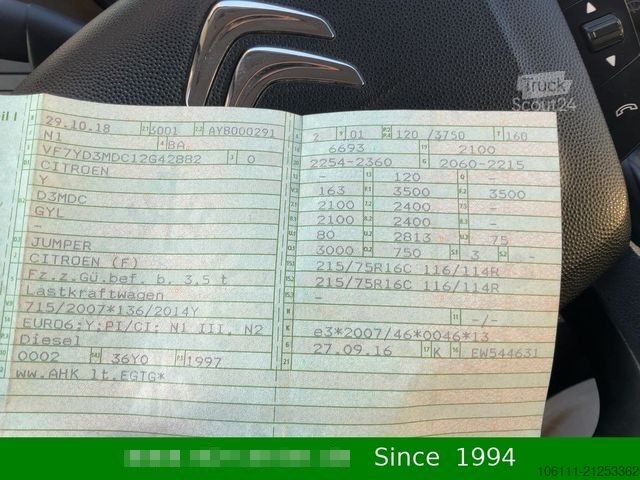 Truck
Scout24
29.10.18 3001 AYB000291
N1 BA
VF7YD3MDC12G42882 0
CITROEN
Y
D3MDC
GYL
-
JUMPER
CITROEN (F)
Fz.z.Gü.bef. b. 3,5 t
Lastkraftwagen
715/2007*136/2014Y
EURO6;Y;PI/CI; N1 III, N2
Diesel
0002 36Y0 1997
ww.AHK lt.EGTG*
2 01 120 /3750 160
6693 2100
2254-2360 2060-2215
- 120 -
163 3500 3500
2100 2400 -
2100 2400 -
80 2813 75
3000 750 3 -
215/75R16C 116/114R
215/75R16C 116/114R
-
-/-
e3*2007/46*0046*13
27.09.16 K EW544631
Since 1994
106111-21253362